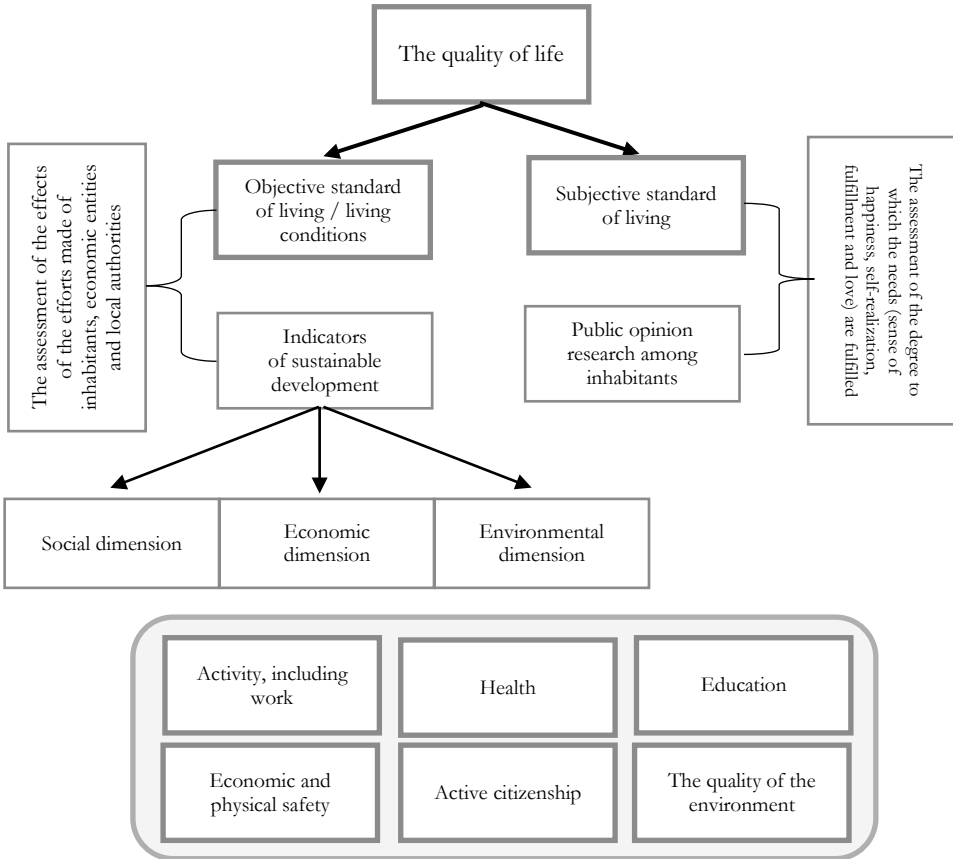 The quality of life
The assessment of the effects
of the efforts made of
inhabitants, economic entities
and local authorities
Objective standard
of living / living
conditions
Subjective standard
of living
The assessment of the degree to
which the needs (sense of
happiness, self-realization,
fulfillment and love) are fulfilled
Indicators
of sustainable
development
Public opinion
research among
inhabitants
Social dimension
Economic
dimension
Environmental
dimension
Activity, including
work
Health
Education
Economic and
physical safety
Active citizenship
The quality of the
environment